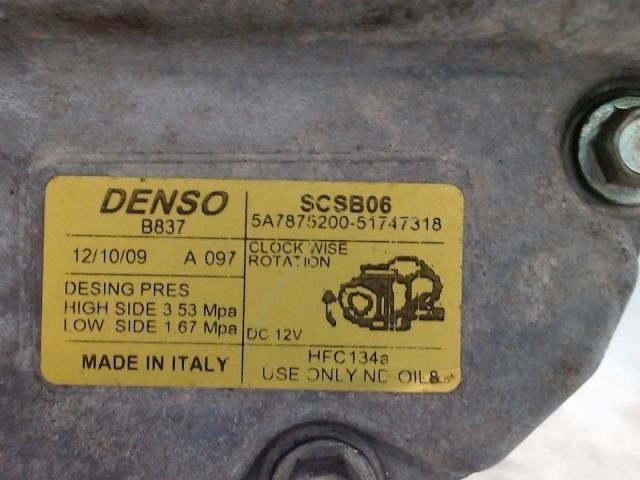 DENSO
B837
12/10/09 A 097
DESING PRES
HIGH SIDE 3 53 Mpa
LOW SIDE 1.67 Mpa
MADE IN ITALY
SCSB06
5A7875200-51747318
CLOCK WISE
ROTATION
DC 12V
HFC134a
USE ONLY ND-OIL8